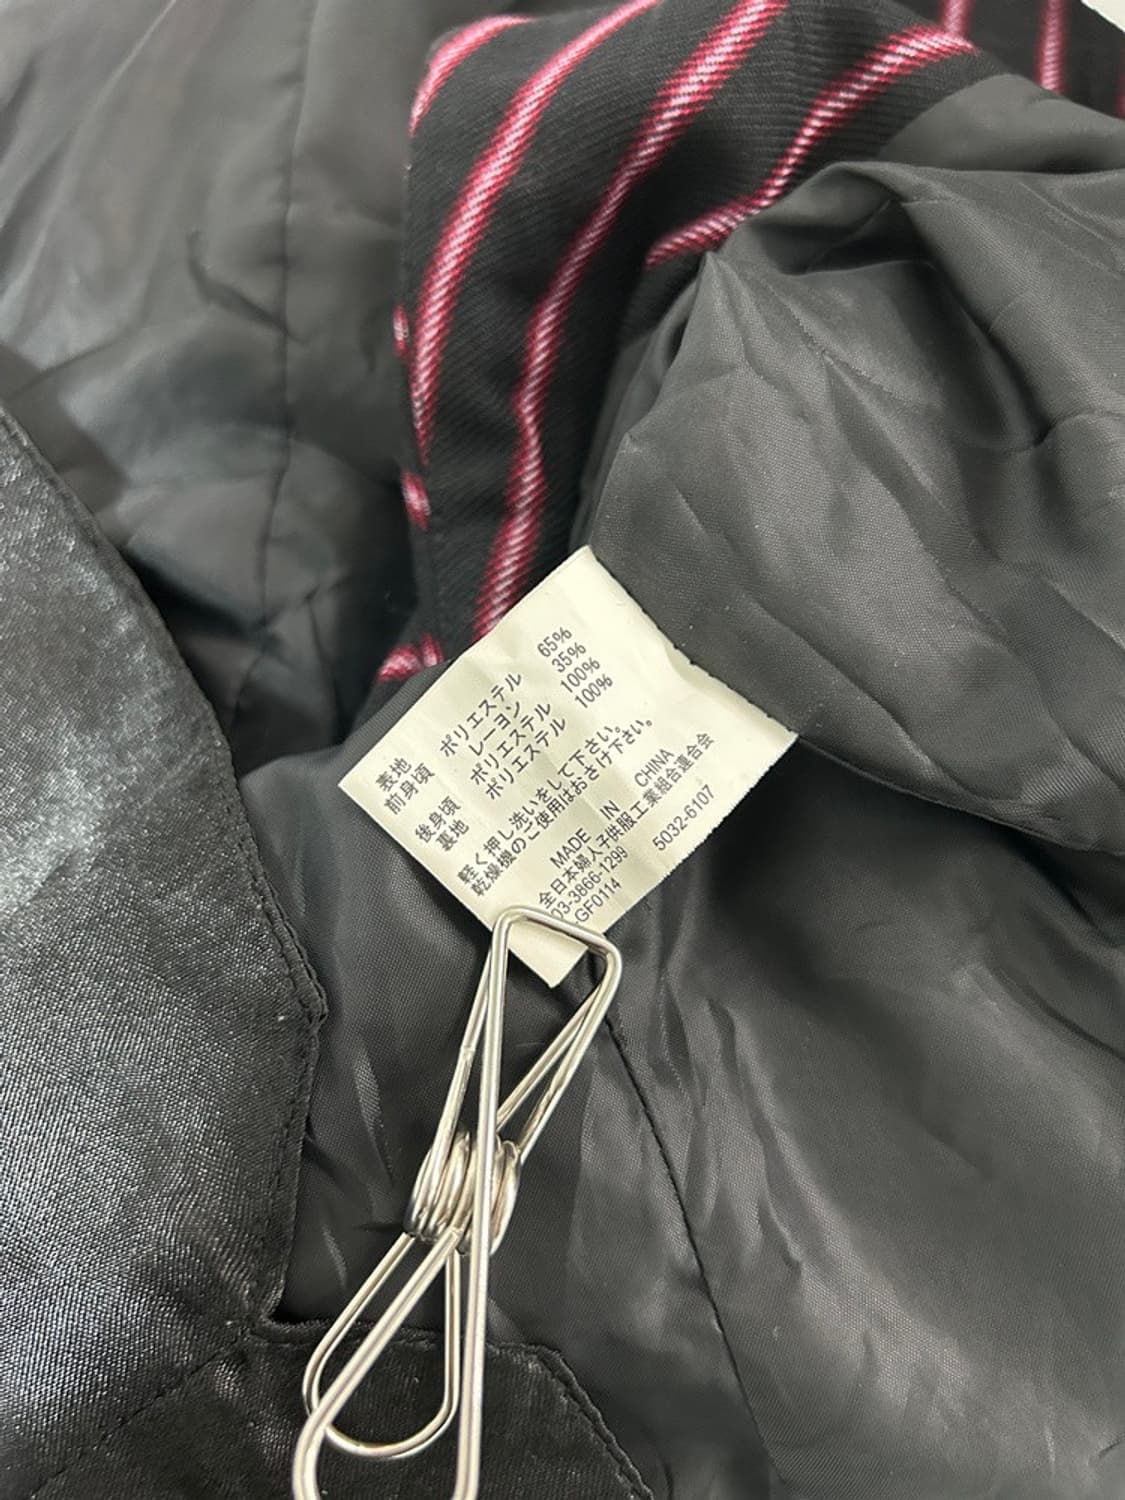 表地
前身頃 ポリエステル 65%
レーヨン 35%
後身頃 ポリエステル 100%
裏地 ポリエステル 100%
軽く押し洗いをして下さい。
乾燥機のご使用はおさけ下さい。
MADE IN CHINA
全日本婦人子供服工業組合連合会
03-3866-1299 5032-6107
-GF0114